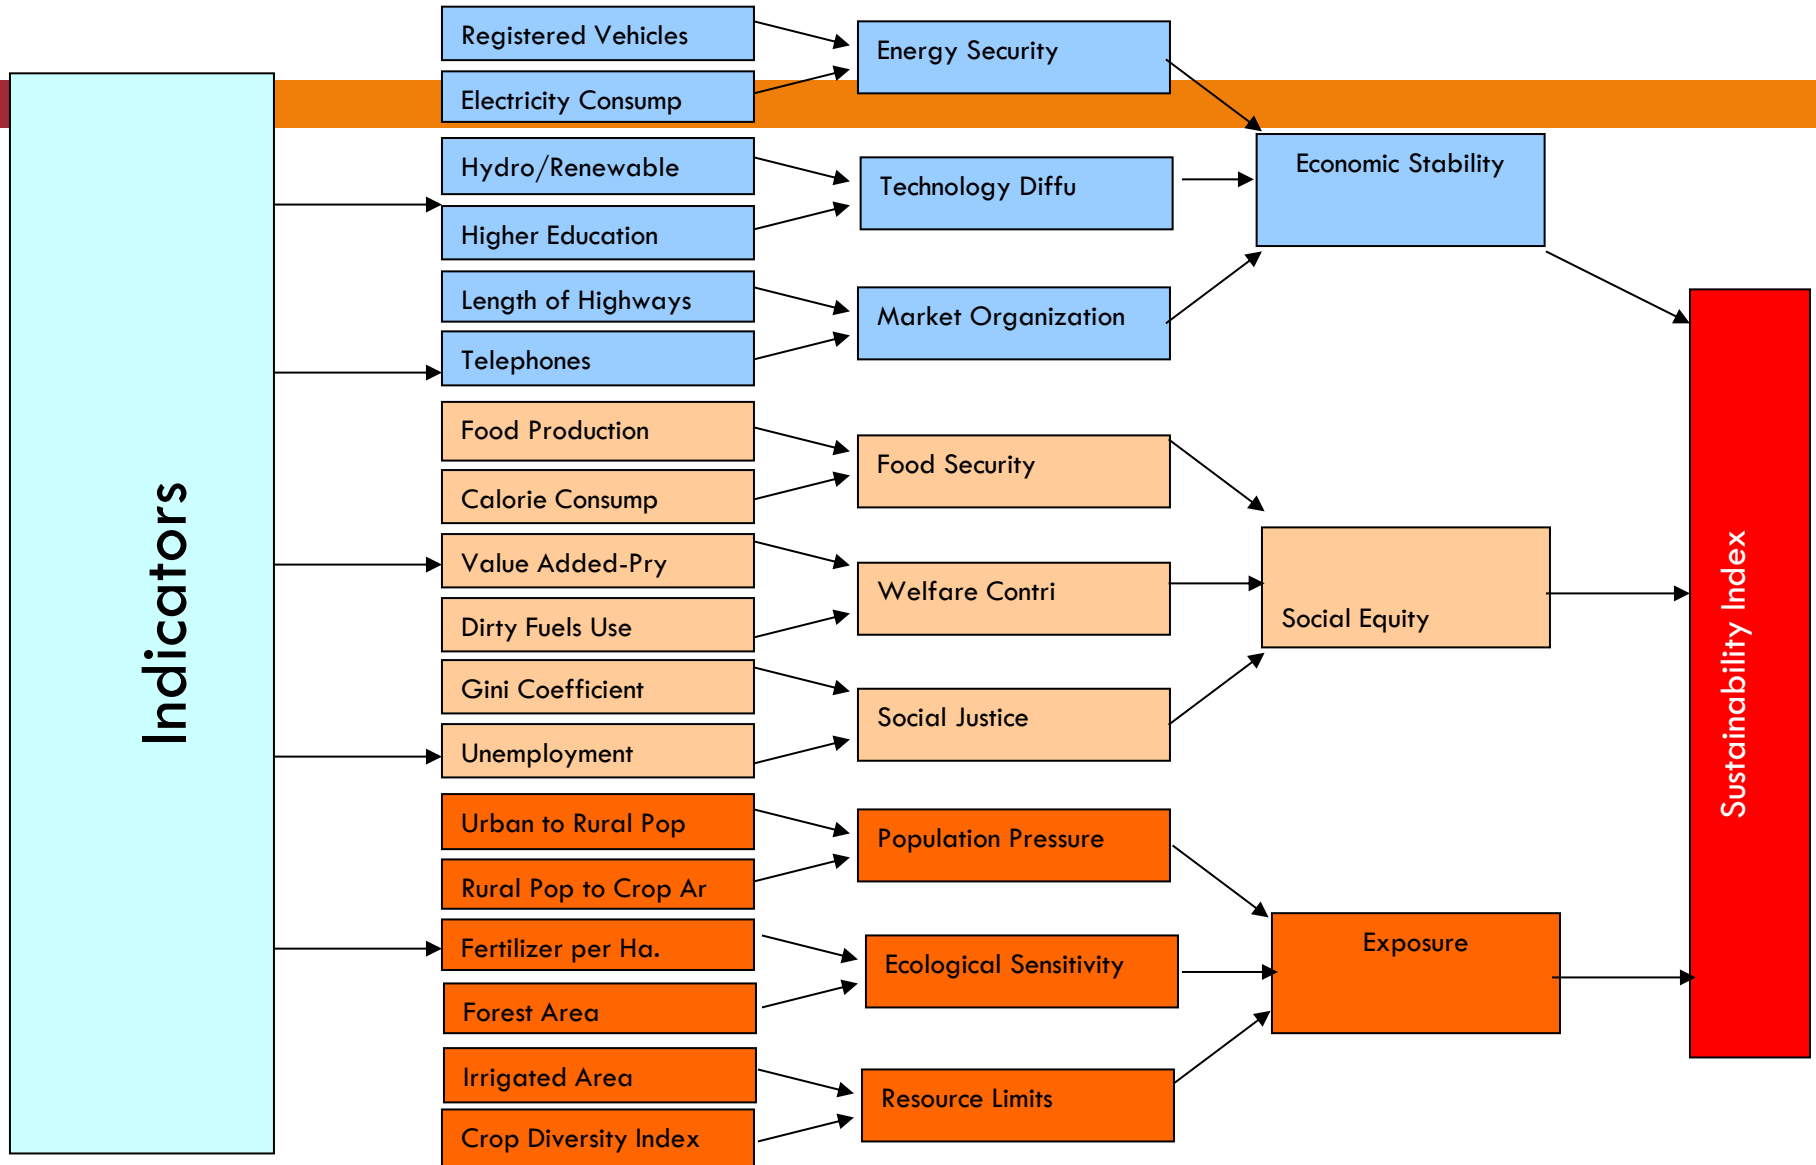 Indicators
Registered Vehicles
Electricity Consump
Hydro/Renewable
Higher Education
Length of Highways
Telephones
Food Production
Calorie Consump
Value Added-Pry
Dirty Fuels Use
Gini Coefficient
Unemployment
Urban to Rural Pop
Rural Pop to Crop Ar
Fertilizer per Ha.
Forest Area
Irrigated Area
Crop Diversity Index
Energy Security
Technology Diffu
Market Organization
Food Security
Welfare Contri
Social Justice
Population Pressure
Ecological Sensitivity
Resource Limits
Economic Stability
Social Equity
Exposure
Sustainability Index